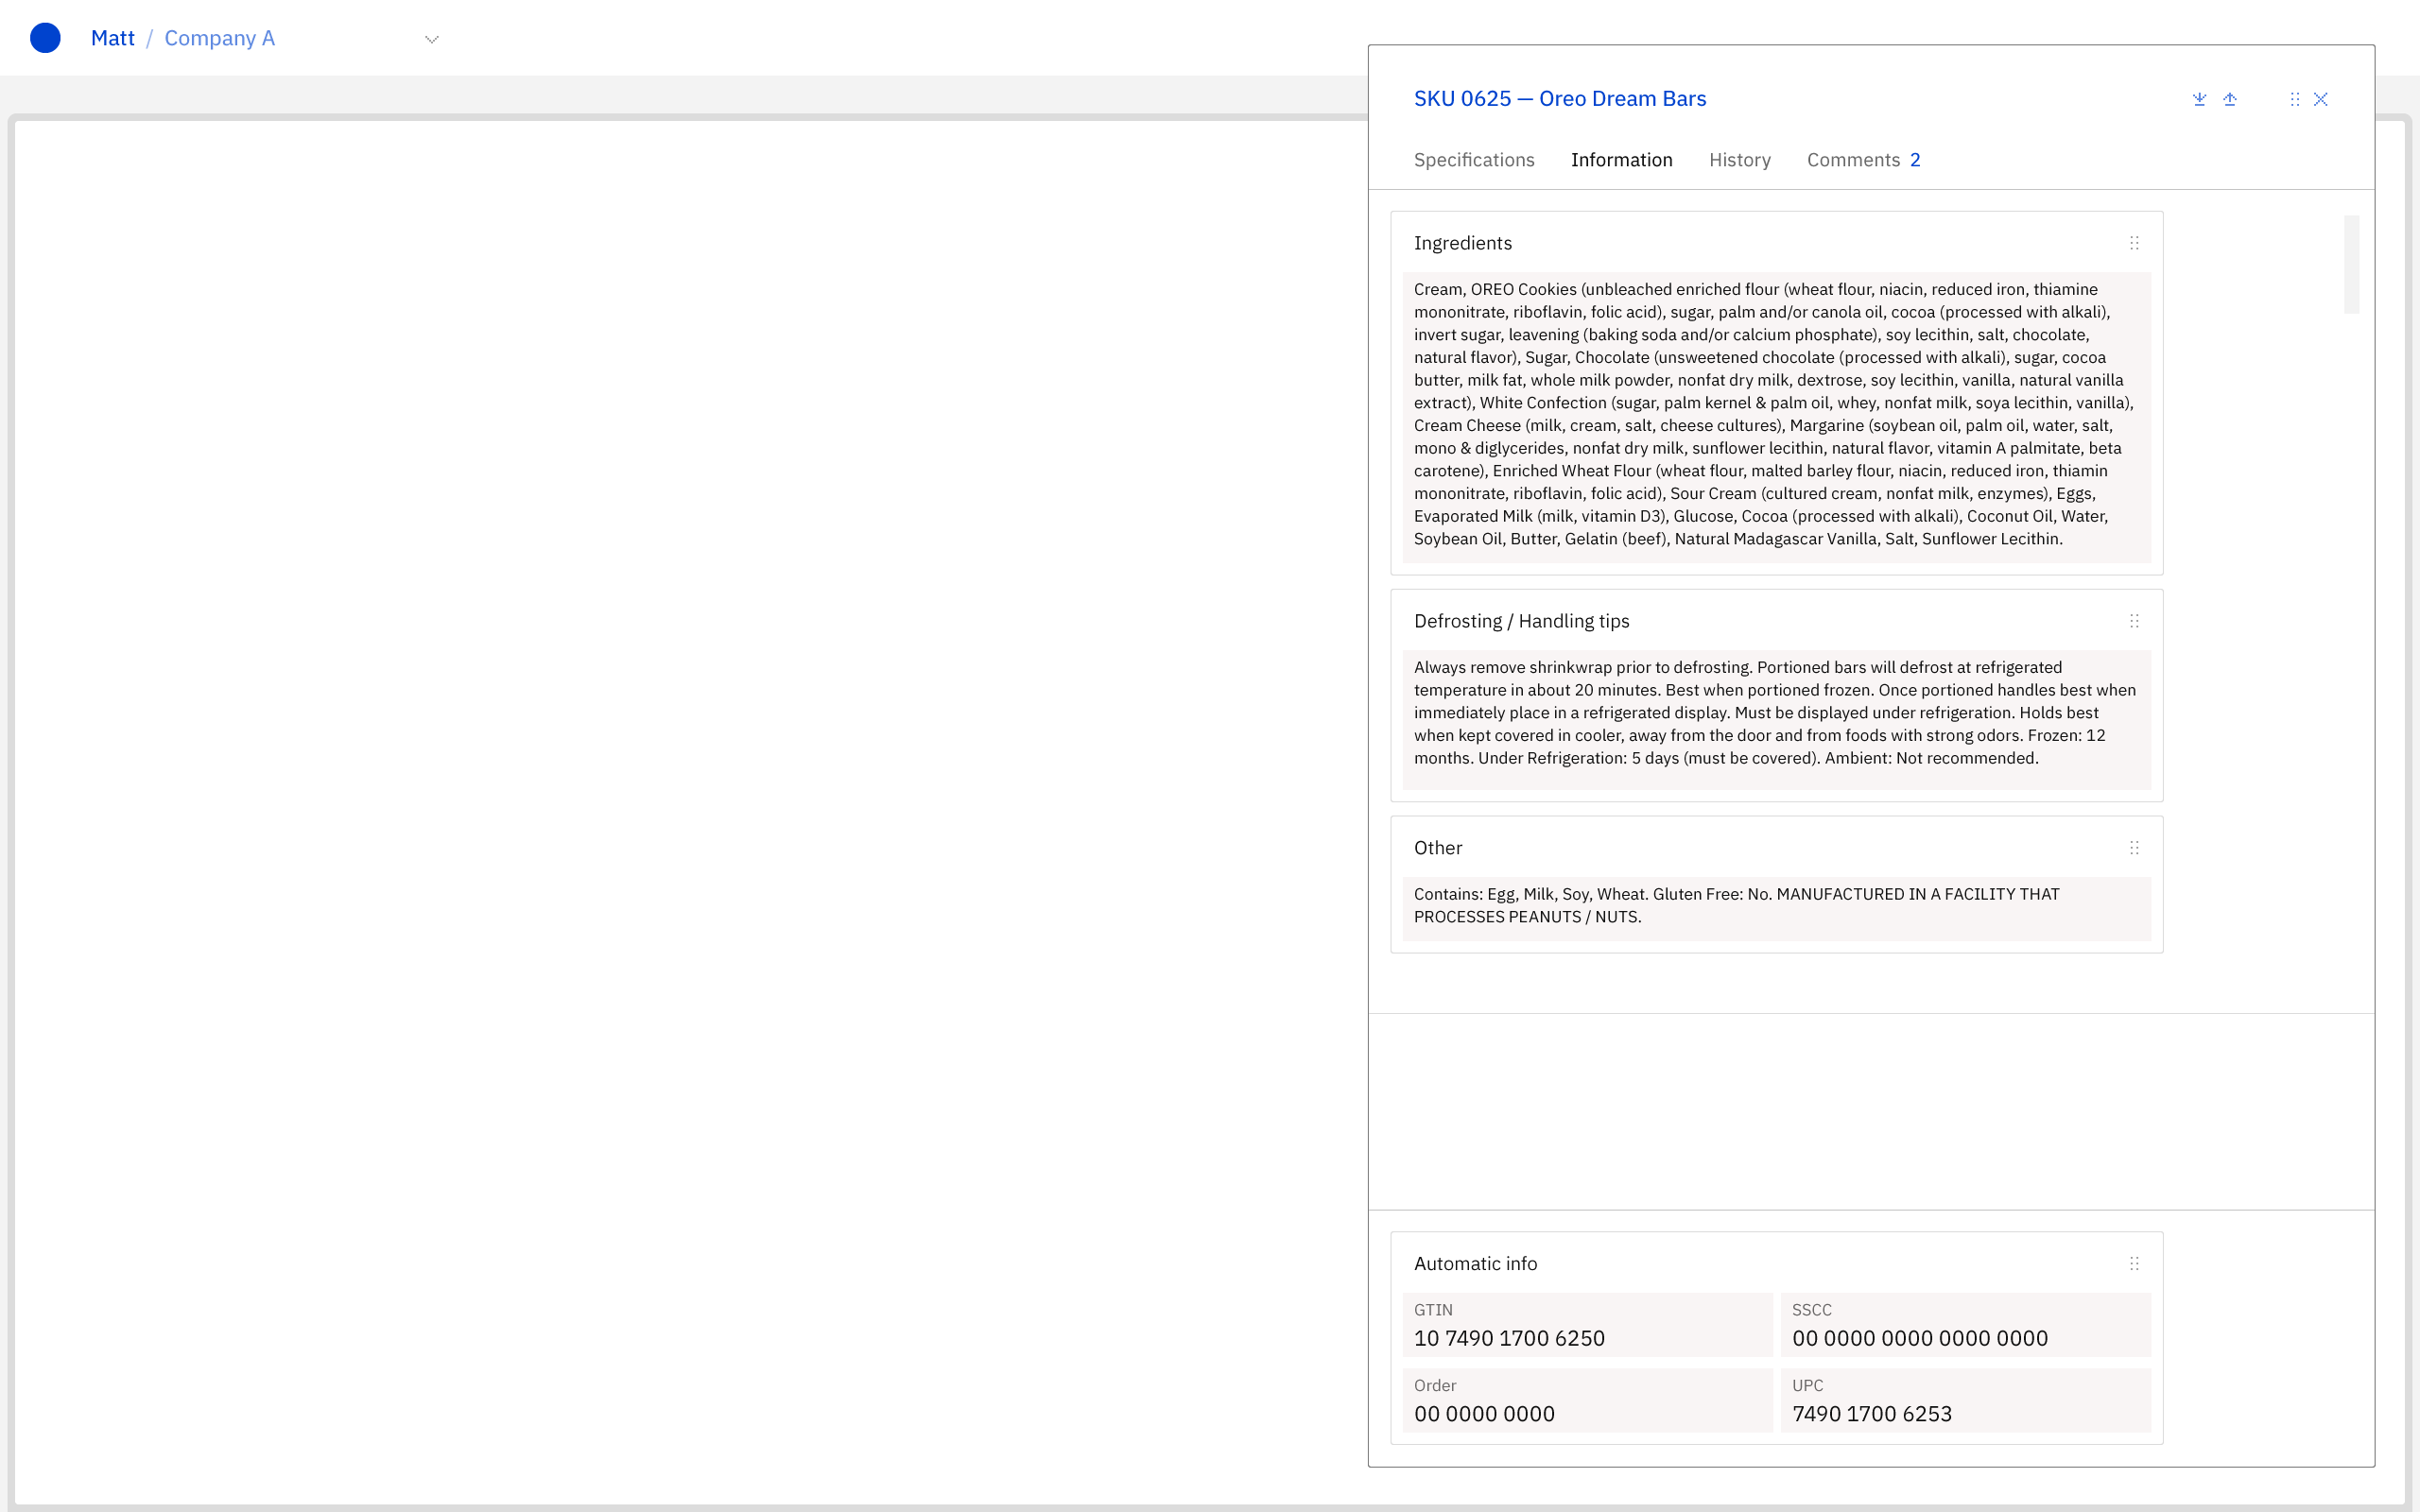 Matt / Company A
SKU 0625 — Oreo Dream Bars
Specifications Information History Comments 2
Ingredients
Cream, OREO Cookies (unbleached enriched flour (wheat flour, niacin, reduced iron, thiamine
mononitrate, riboflavin, folic acid), sugar, palm and/or canola oil, cocoa (processed with alkali),
invert sugar, leavening (baking soda and/or calcium phosphate), soy lecithin, salt, chocolate,
natural flavor), Sugar, Chocolate (unsweetened chocolate (processed with alkali), sugar, cocoa
butter, milk fat, whole milk powder, nonfat dry milk, dextrose, soy lecithin, vanilla, natural vanilla
extract), White Confection (sugar, palm kernel & palm oil, whey, nonfat milk, soya lecithin, vanilla),
Cream Cheese (milk, cream, salt, cheese cultures), Margarine (soybean oil, palm oil, water, salt,
mono & diglycerides, nonfat dry milk, sunflower lecithin, natural flavor, vitamin A palmitate, beta
carotene), Enriched Wheat Flour (wheat flour, malted barley flour, niacin, reduced iron, thiamin
mononitrate, riboflavin, folic acid), Sour Cream (cultured cream, nonfat milk, enzymes), Eggs,
Evaporated Milk (milk, vitamin D3), Glucose, Cocoa (processed with alkali), Coconut Oil, Water,
Soybean Oil, Butter, Gelatin (beef), Natural Madagascar Vanilla, Salt, Sunflower Lecithin.
Defrosting / Handling tips
Always remove shrinkwrap prior to defrosting. Portioned bars will defrost at refrigerated
temperature in about 20 minutes. Best when portioned frozen. Once portioned handles best when
immediately place in a refrigerated display. Must be displayed under refrigeration. Holds best
when kept covered in cooler, away from the door and from foods with strong odors. Frozen: 12
months. Under Refrigeration: 5 days (must be covered). Ambient: Not recommended.
Other
Contains: Egg, Milk, Soy, Wheat. Gluten Free: No. MANUFACTURED IN A FACILITY THAT
PROCESSES PEANUTS / NUTS.
Automatic info
GTIN
10 7490 1700 6250
SSCC
00 0000 0000 0000 0000
Order
00 0000 0000
UPC
7490 1700 6253